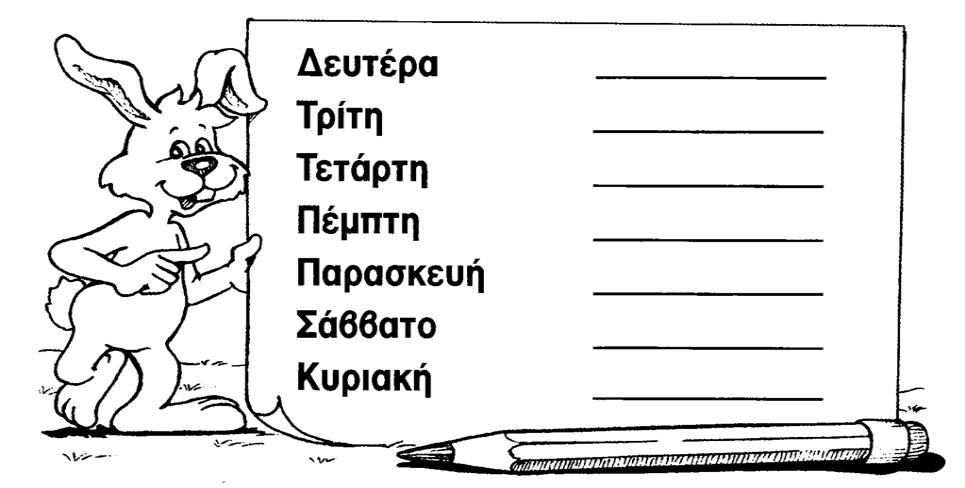 Δευτέρα
Τρίτη
Τετάρτη
Πέμπτη
Παρασκευή
Σάββατο
Κυριακή